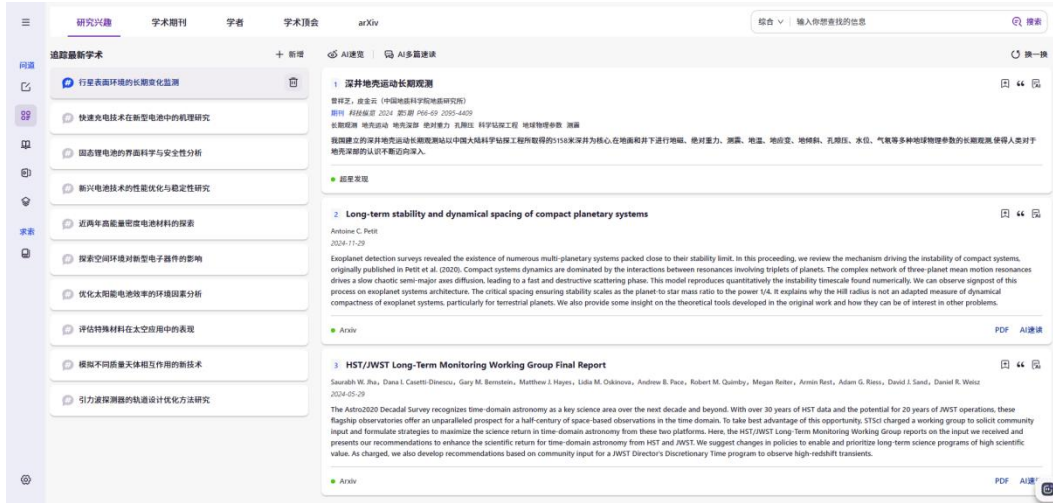 研究兴趣 学术期刊 学者 学术顶会 arXiv
综合 输入你想查找的信息 搜索
问道
求索
追踪最新学术 + 新增
行星表面环境的长期变化监测
快速充电技术在新型电池中的机理研究
固态锂电池的界面科学与安全性分析
新兴电池技术的性能优化与稳定性研究
近两年高能量密度电池材料的探索
探索空间环境对新型电子器件的影响
优化太阳能电池效率的环境因素分析
评估特殊材料在太空应用中的表现
模拟不同质量天体相互作用的新技术
引力波探测器的轨道设计优化方法研究
AI速览 AI多篇速读 换一换
1 深井地壳运动长期观测
曾祥芝，皮金云（中国地质科学院地质研究所）
期刊 科技纵览 2024 第5期 P66-69 2095-4409
长期观测 地壳运动 地壳深部 绝对重力 孔隙压 科学钻探工程 地球物理参数 测震
我国建立的深井地壳运动长期观测站以中国大陆科学钻探工程所取得的5158米深井为核心,在地面和井下进行地磁、绝对重力、测震、地温、地应变、地倾斜、孔隙压、水位、气氡等多种地球物理参数的长期观测,使得人类对于
地壳深部的认识不断迈向深入.
超星发现
2 Long-term stability and dynamical spacing of compact planetary systems
Antoine C. Petit
2024-11-29
Exoplanet detection surveys revealed the existence of numerous multi-planetary systems packed close to their stability limit. In this proceeding, we review the mechanism driving the instability of compact systems,
originally published in Petit et al. (2020). Compact systems dynamics are dominated by the interactions between resonances involving triplets of planets. The complex network of three-planet mean motion resonances
drives a slow chaotic semi-major axes diffusion, leading to a fast and destructive scattering phase. This model reproduces quantitatively the instability timescale found numerically. We can observe signpost of this
process on exoplanet systems architecture. The critical spacing ensuring stability scales as the planet-to star mass ratio to the power 1/4. It explains why the Hill radius is not an adapted measure of dynamical
compactness of exoplanet systems, particularly for terrestrial planets. We also provide some insight on the theoretical tools developed in the original work and how they can be of interest in other problems.
Arxiv PDF AI速读
3 HST/JWST Long-Term Monitoring Working Group Final Report
Saurabh W. Jha，Dana I. Casetti-Dinescu，Gary M. Bernstein，Matthew J. Hayes，Lidia M. Oskinova，Andrew B. Pace，Robert M. Quimby，Megan Reiter，Armin Rest，Adam G. Riess，David J. Sand，Daniel R. Weisz
2024-05-29
The Astro2020 Decadal Survey recognizes time-domain astronomy as a key science area over the next decade and beyond. With over 30 years of HST data and the potential for 20 years of JWST operations, these
flagship observatories offer an unparalleled prospect for a half-century of space-based observations in the time domain. To take best advantage of this opportunity, STScI charged a working group to solicit community
input and formulate strategies to maximize the science return in time-domain astronomy from these two platforms. Here, the HST/JWST Long-Term Monitoring Working Group reports on the input we received and
presents our recommendations to enhance the scientific return for time-domain astronomy from HST and JWST. We suggest changes in policies to enable and prioritize long-term science programs of high scientific
value. As charged, we also develop recommendations based on community input for a JWST Director's Discretionary Time program to observe high-redshift transients.
Arxiv PDF AI速